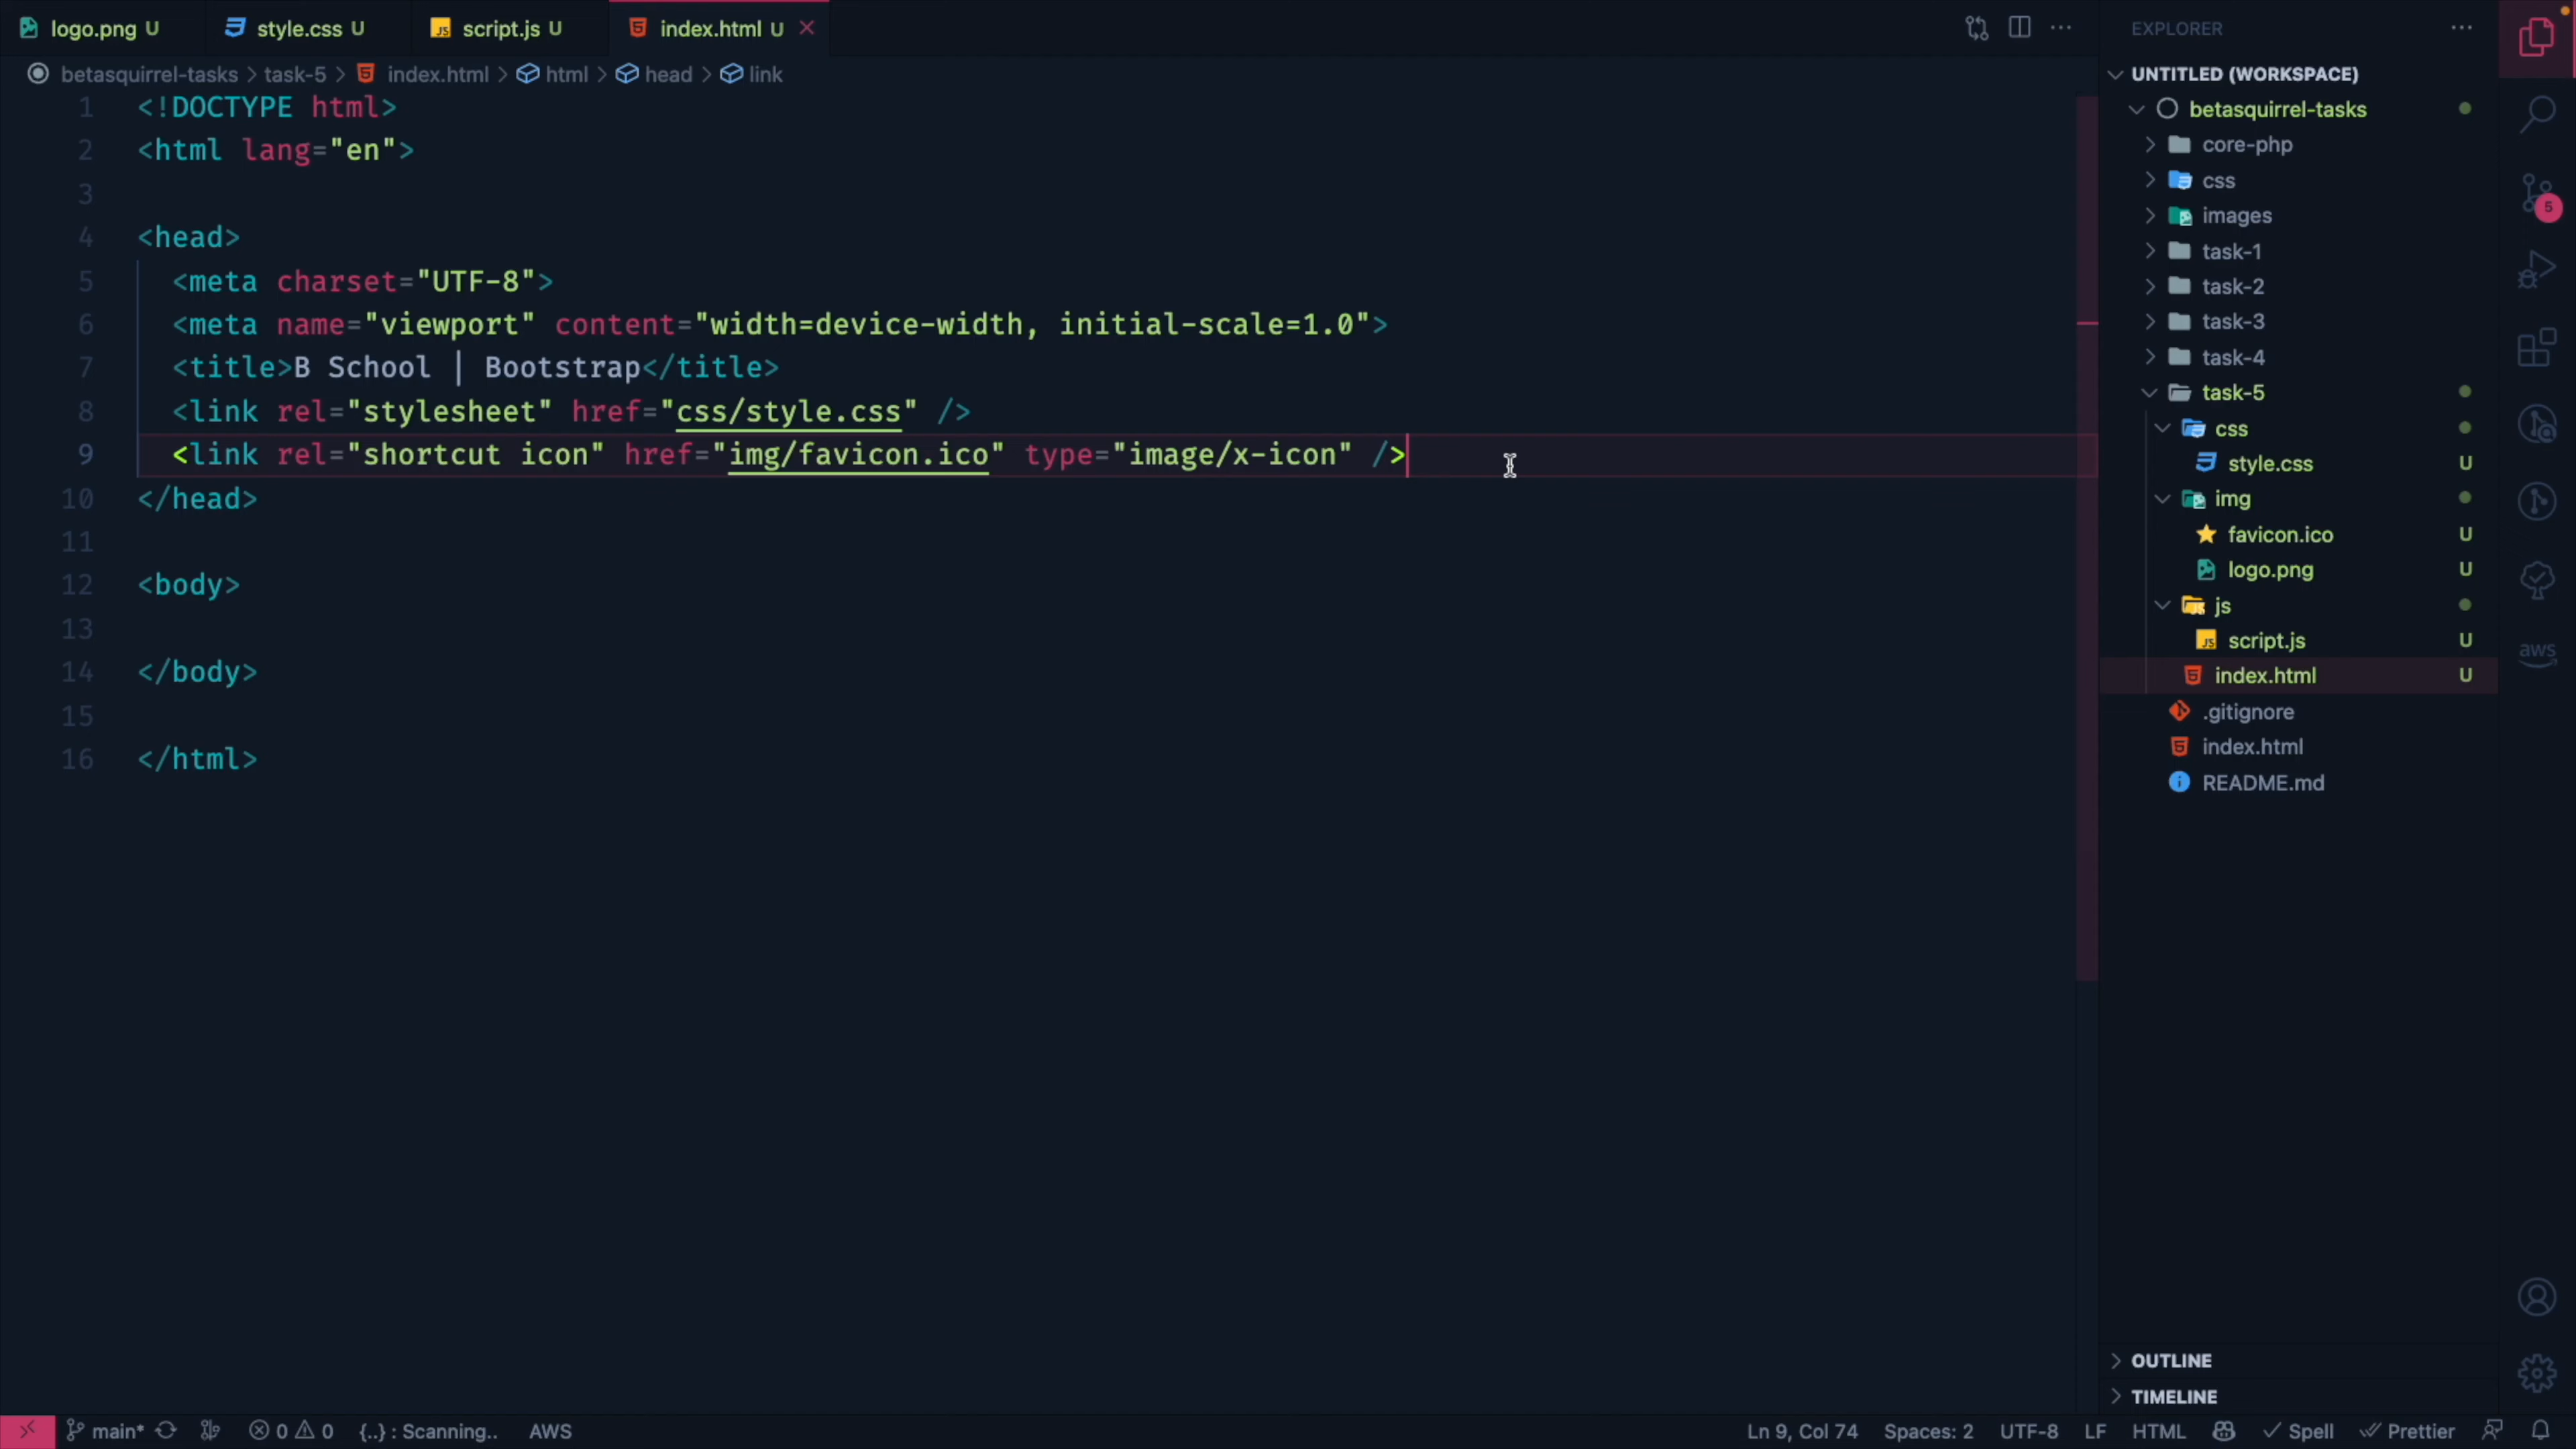 logo.png U style.css U script.js U index.html U
betasquirrel-tasks > task-5 > index.html > html > head > link
1 <!DOCTYPE html>
2 <html lang="en">
3
4 <head>
5 <meta charset="UTF-8">
6 <meta name="viewport" content="width=device-width, initial-scale=1.0">
7 <title>B School | Bootstrap</title>
8 <link rel="stylesheet" href="css/style.css" />
9 <link rel="shortcut icon" href="img/favicon.ico" type="image/x-icon" />
10 </head>
11
12 <body>
13
14 </body>
15
16 </html>
EXPLORER
UNTITLED (WORKSPACE)
betasquirrel-tasks
core-php
css
images
task-1
task-2
task-3
task-4
task-5
css
style.css U
img
favicon.ico U
logo.png U
js
script.js U
index.html U
.gitignore
index.html
README.md
OUTLINE
TIMELINE
5
aws
main* 0 0 {..} : Scanning.. AWS Ln 9, Col 74 Spaces: 2 UTF-8 LF HTML Spell Prettier